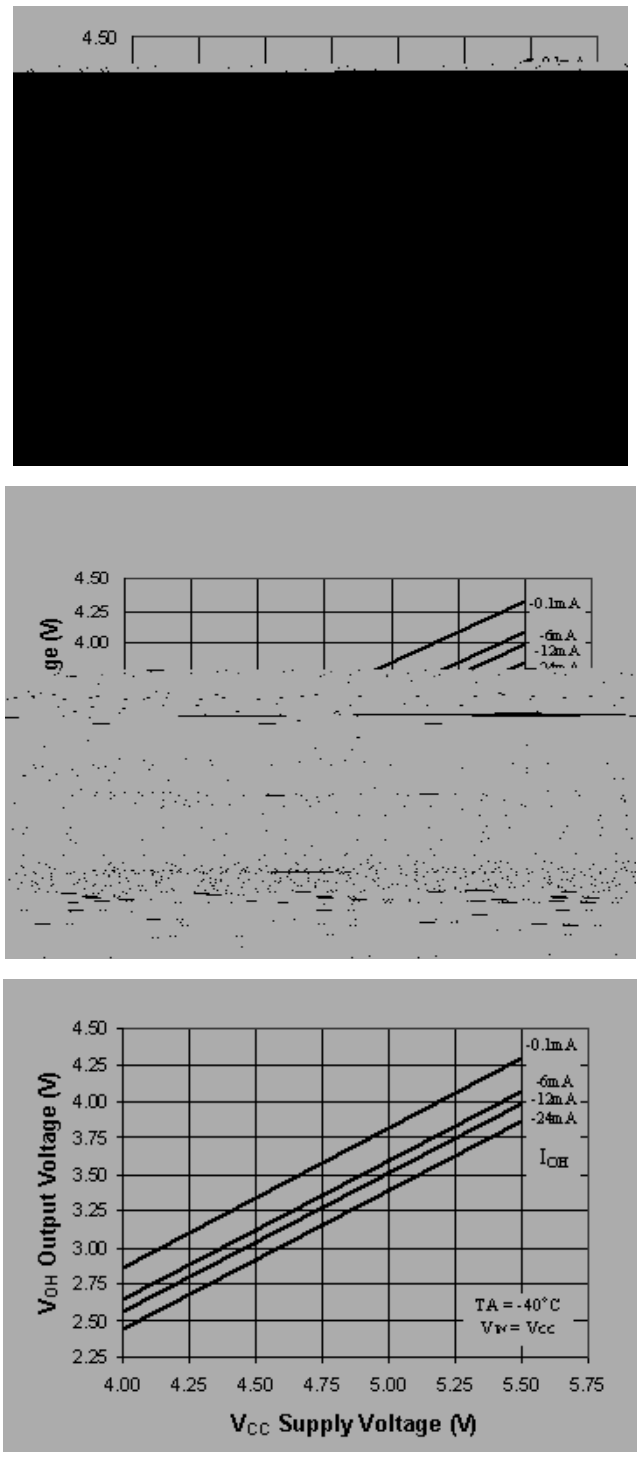 4.50
4.50
4.25
4.00
-0.1mA
-6mA
-12mA
4.50
4.25
4.00
3.75
3.50
3.25
3.00
2.75
2.50
2.25
VOH Output Voltage (V)
-0.1mA
-6mA
-12mA
-24mA
IOH
TA = -40°C
VIN = VCC
4.00 4.25 4.50 4.75 5.00 5.25 5.50 5.75
VCC Supply Voltage (V)